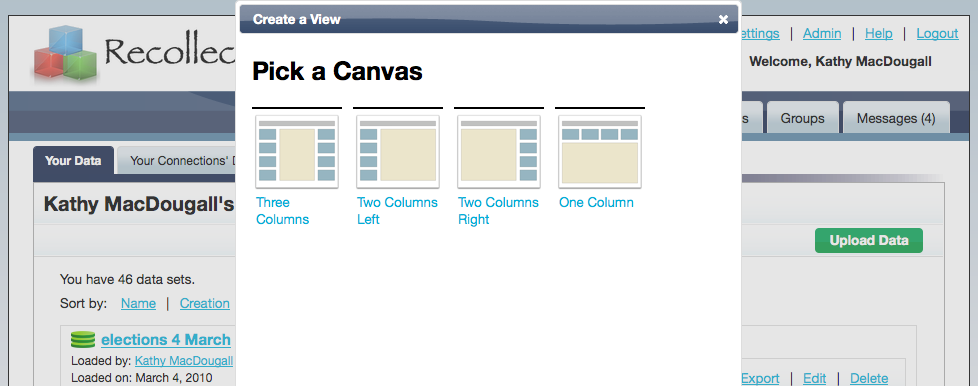 Create a View
Recollec
ettings | Admin | Help | Logout
Pick a Canvas
Welcome, Kathy MacDougall
s
Groups
Messages (4)
Your Data
Your Connections' D
Three
Columns
Two Columns
Left
Two Columns
Right
One Column
Kathy MacDougall's
Upload Data
You have 46 data sets.
Sort by: Name | Creation
elections 4 March
Loaded by: Kathy MacDougall
Loaded on: March 4, 2010
Export | Edit | Delete